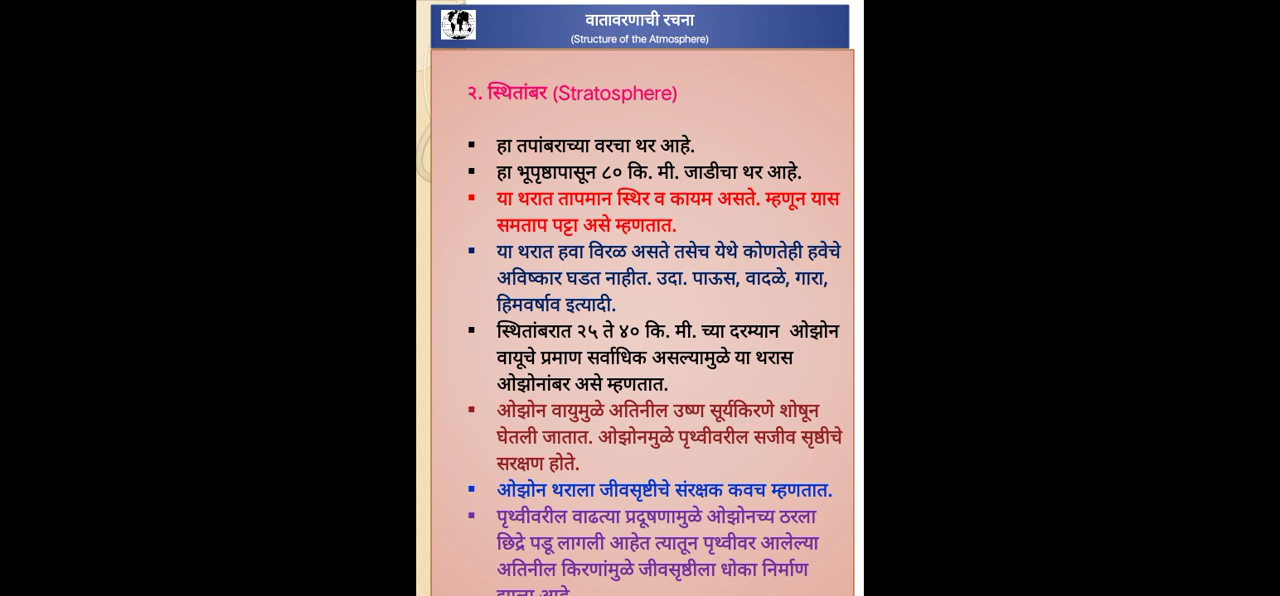 वातावरणाची रचना
(Structure of the Atmosphere)
२. स्थितांबर (Stratosphere)
▪ हा तपांबराच्या वरचा थर आहे.
▪ हा भूपृष्ठापासून ८० कि. मी. जाडीचा थर आहे.
▪ या थरात तापमान स्थिर व कायम असते. म्हणून यास
समताप पट्टा असे म्हणतात.
▪ या थरात हवा विरळ असते तसेच येथे कोणतेही हवेचे
अविष्कार घडत नाहीत. उदा. पाऊस, वादळे, गारा,
हिमवर्षाव इत्यादी.
▪ स्थितांबरात २५ ते ४० कि. मी. च्या दरम्यान ओझोन
वायूचे प्रमाण सर्वाधिक असल्यामुळे या थरास
ओझोनांबर असे म्हणतात.
▪ ओझोन वायुमुळे अतिनील उष्ण सूर्यकिरणे शोषून
घेतली जातात. ओझोनमुळे पृथ्वीवरील सजीव सृष्ठीचे
सरक्षण होते.
▪ ओझोन थराला जीवसृष्टीचे संरक्षक कवच म्हणतात.
▪ पृथ्वीवरील वाढत्या प्रदूषणामुळे ओझोनच्य ठरला
छिद्रे पडू लागली आहेत त्यातून पृथ्वीवर आलेल्या
अतिनील किरणांमुळे जीवसृष्ठीला धोका निर्माण